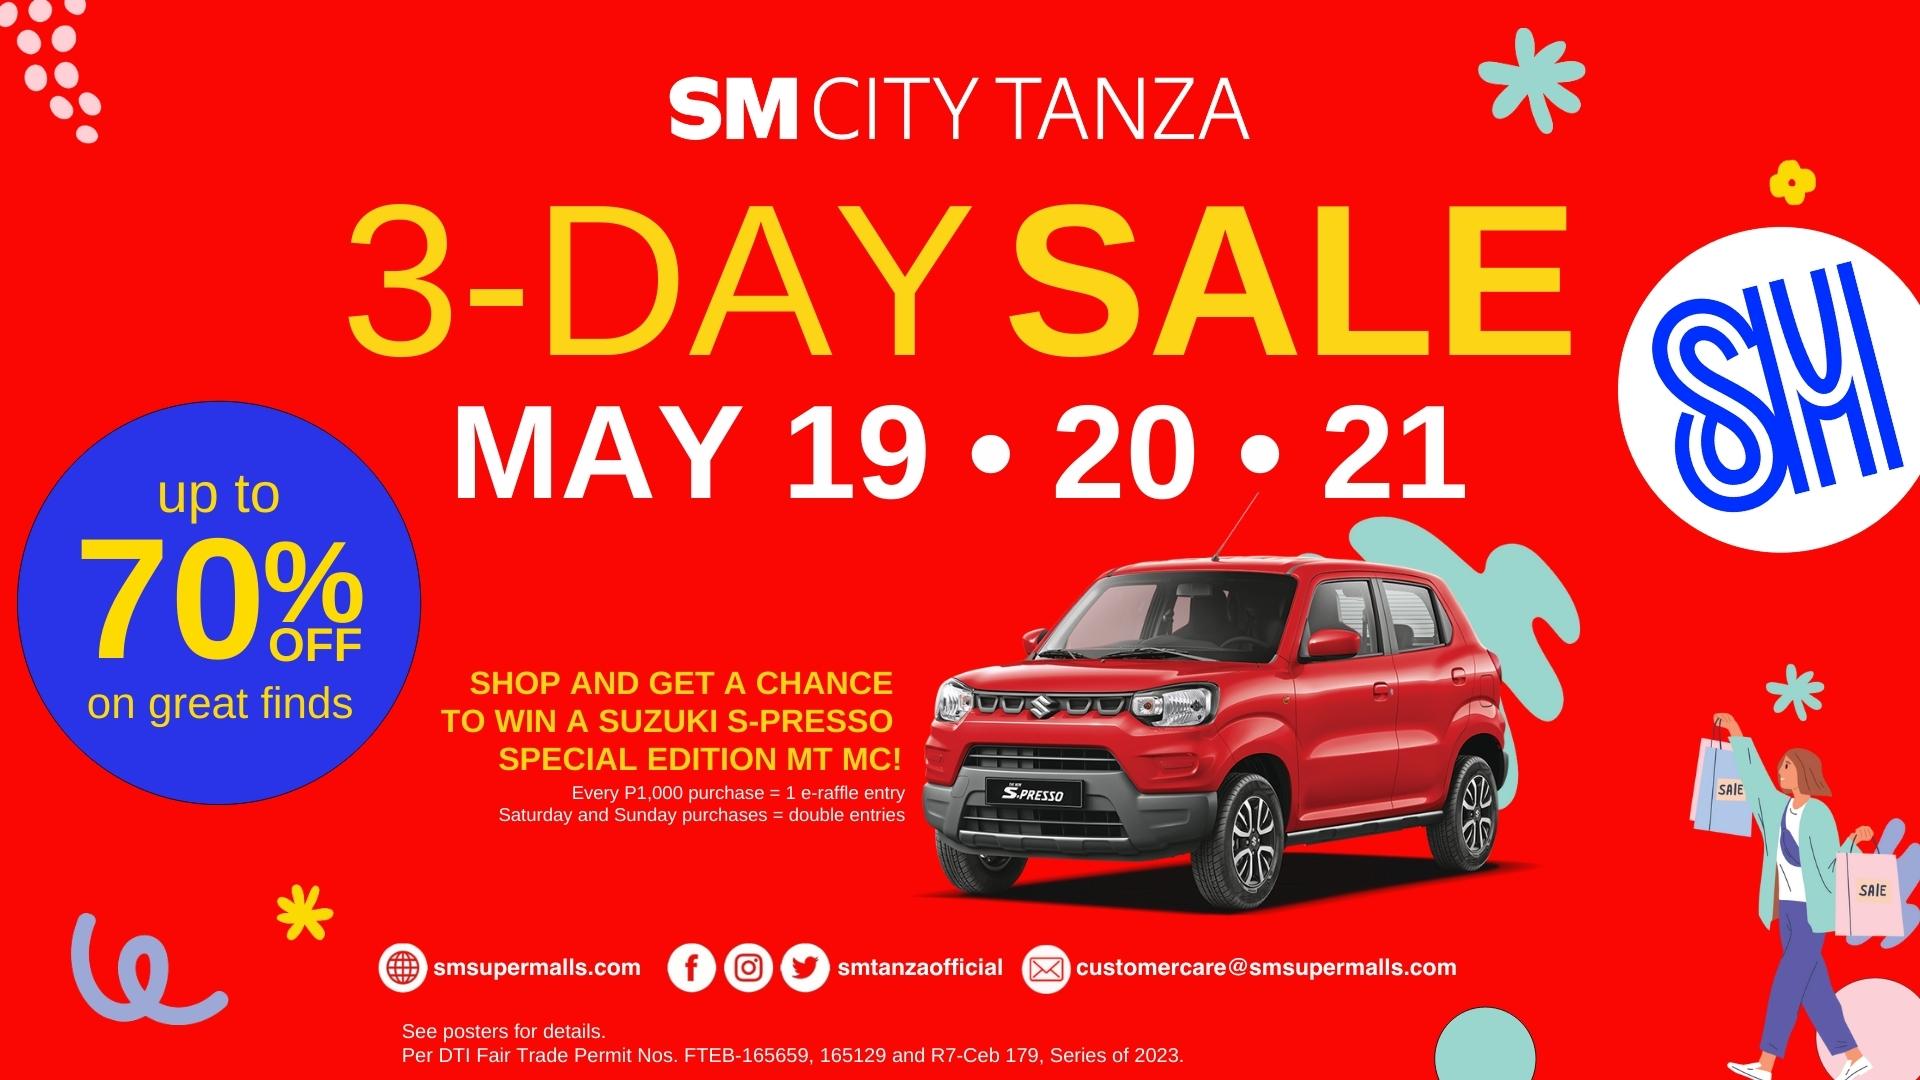 SM CITY TANZA
3-DAY SALE
MAY 19 • 20 • 21
SM
up to
70% OFF
on great finds
SHOP AND GET A CHANCE
TO WIN A SUZUKI S-PRESSO
SPECIAL EDITION MT MC!
Every P1,000 purchase = 1 e-raffle entry
Saturday and Sunday purchases = double entries
S-PRESSO
SALE
SALE
smsupermalls.com
smtanzaofficial
customercare@smsupermalls.com
See posters for details.
Per DTI Fair Trade Permit Nos. FTEB-165659, 165129 and R7-Ceb 179, Series of 2023.